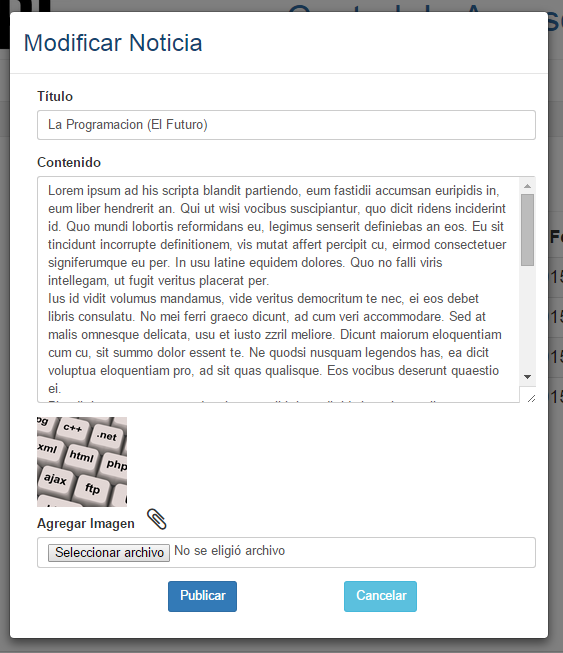 Modificar Noticia
Título
La Programacion (El Futuro)
Contenido
Lorem ipsum ad his scripta blandit partiendo, eum fastidii accumsan euripidis in,
eum liber hendrerit an. Qui ut wisi vocibus suscipiantur, quo dicit ridens inciderint
id. Quo mundi lobortis reformidans eu, legimus senserit definiebas an eos. Eu sit
tincidunt incorrupte definitionem, vis mutat affert percipit cu, eirmod consectetuer
signiferumque eu per. In usu latine equidem dolores. Quo no falli viris
intellegam, ut fugit veritus placerat per.
Ius id vidit volumus mandamus, vide veritus democritum te nec, ei eos debet
libris consulatu. No mei ferri graeco dicunt, ad cum veri accommodare. Sed at
malis omnesque delicata, usu et iusto zzril meliore. Dicunt maiorum eloquentiam
cum cu, sit summo dolor essent te. Ne quodsi nusquam legendos has, ea dicit
voluptua eloquentiam pro, ad sit quas qualisque. Eos vocibus deserunt quaestio
ei.
c++
.net
xml
html
php
ajax
ftp
Agregar Imagen
Seleccionar archivo No se eligió archivo
Publicar
Cancelar